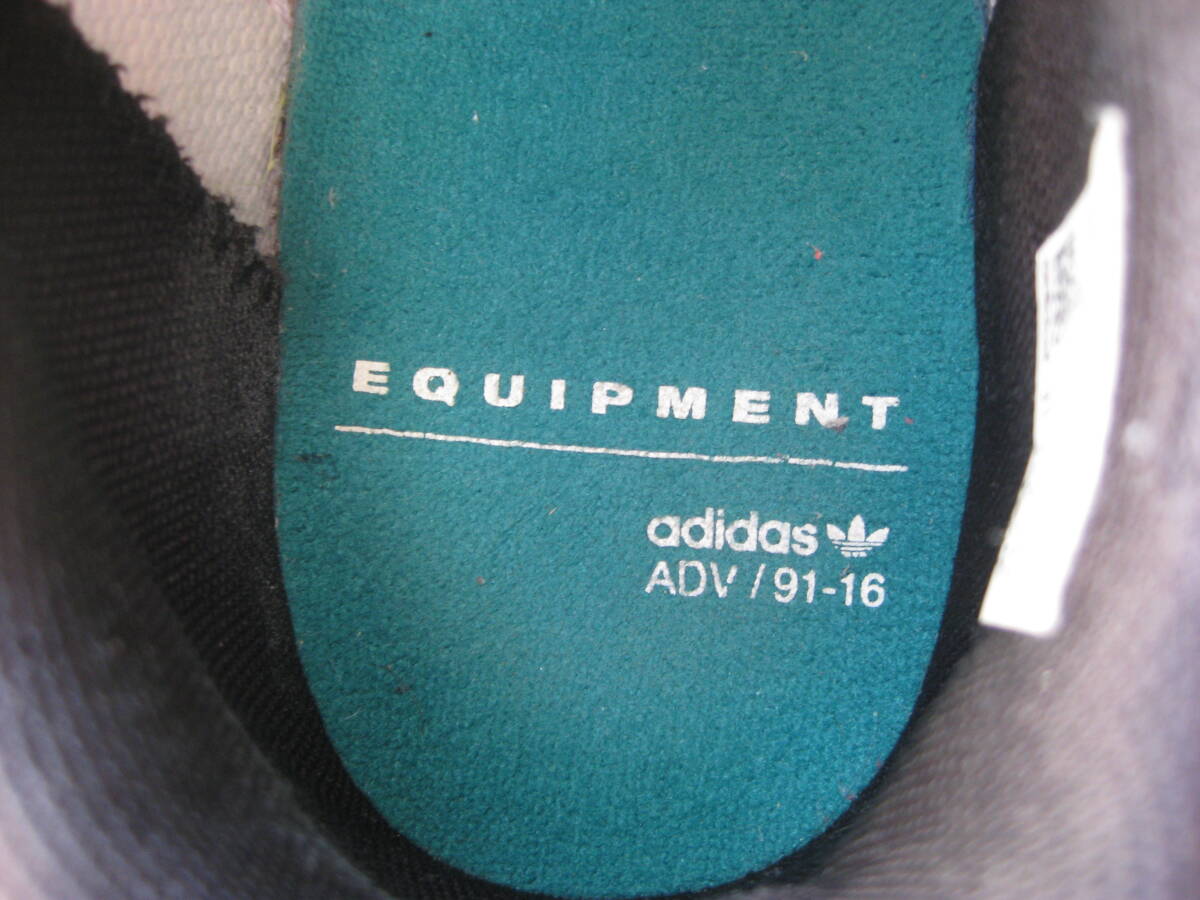 EQUIPMENT
adidas
ADV / 91-16